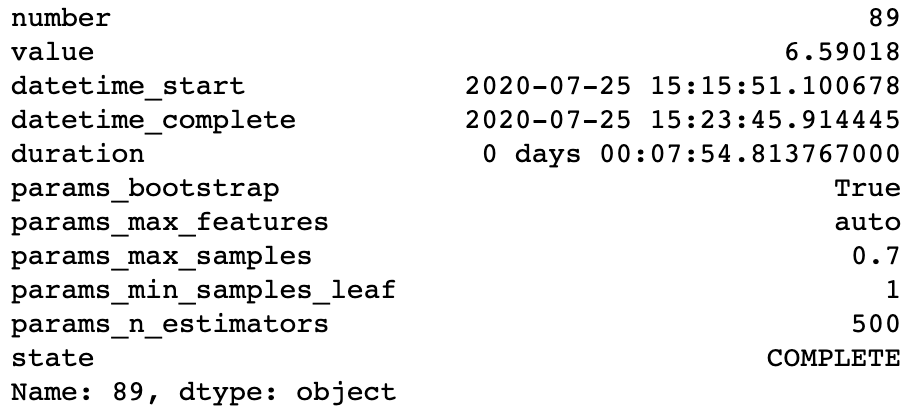 number 89
value 6.59018
datetime_start 2020-07-25 15:15:51.100678
datetime_complete 2020-07-25 15:23:45.914445
duration 0 days 00:07:54.813767000
params_bootstrap True
params_max_features auto
params_max_samples 0.7
params_min_samples_leaf 1
params_n_estimators 500
state COMPLETE
Name: 89, dtype: object